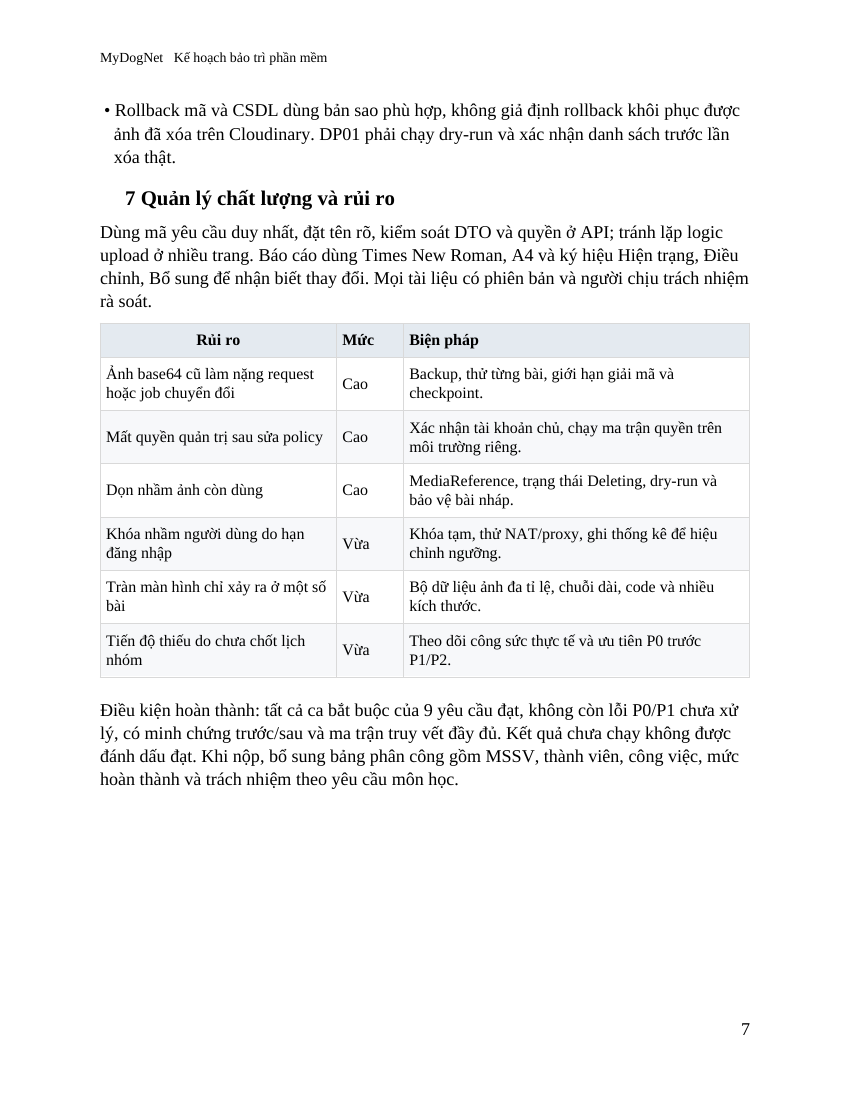 MyDogNet   Kế hoạch bảo trì phần mềm
• Rollback mã và CSDL dùng bản sao phù hợp, không giả định rollback khôi phục được
ảnh đã xóa trên Cloudinary. DP01 phải chạy dry-run và xác nhận danh sách trước lần
xóa thật.
7 Quản lý chất lượng và rủi ro
Dùng mã yêu cầu duy nhất, đặt tên rõ, kiểm soát DTO và quyền ở API; tránh lặp logic
upload ở nhiều trang. Báo cáo dùng Times New Roman, A4 và ký hiệu Hiện trạng, Điều
chỉnh, Bổ sung để nhận biết thay đổi. Mọi tài liệu có phiên bản và người chịu trách nhiệm
rà soát.
Rủi ro Mức Biện pháp
Ảnh base64 cũ làm nặng request
hoặc job chuyển đổi
Cao
Backup, thử từng bài, giới hạn giải mã và
checkpoint.
Mất quyền quản trị sau sửa policy
Cao
Xác nhận tài khoản chủ, chạy ma trận quyền trên
môi trường riêng.
Dọn nhầm ảnh còn dùng
Cao
MediaReference, trạng thái Deleting, dry-run và
bảo vệ bài nháp.
Khóa nhầm người dùng do hạn
đăng nhập
Vừa
Khóa tạm, thử NAT/proxy, ghi thống kê để hiệu
chỉnh ngưỡng.
Tràn màn hình chỉ xảy ra ở một số
bài
Vừa
Bộ dữ liệu ảnh đa tỉ lệ, chuỗi dài, code và nhiều
kích thước.
Tiến độ thiếu do chưa chốt lịch
nhóm
Vừa
Theo dõi công sức thực tế và ưu tiên P0 trước
P1/P2.
Điều kiện hoàn thành: tất cả ca bắt buộc của 9 yêu cầu đạt, không còn lỗi P0/P1 chưa xử
lý, có minh chứng trước/sau và ma trận truy vết đầy đủ. Kết quả chưa chạy không được
đánh dấu đạt. Khi nộp, bổ sung bảng phân công gồm MSSV, thành viên, công việc, mức
hoàn thành và trách nhiệm theo yêu cầu môn học.
7